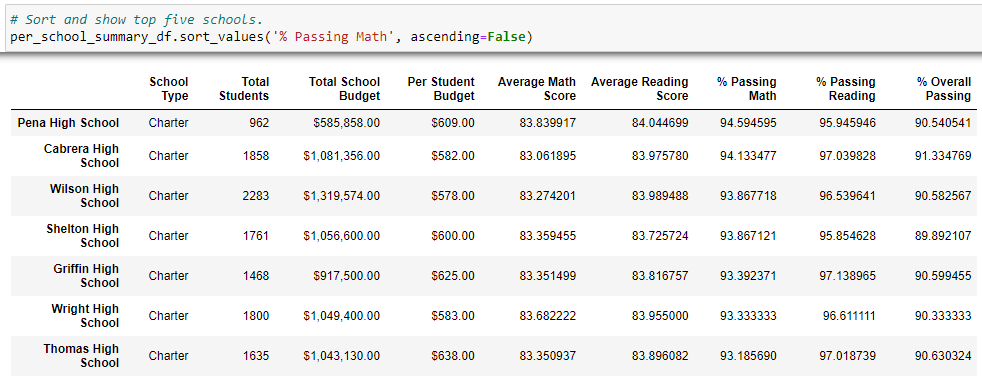 # Sort and show top five schools.
per_school_summary_df.sort_values('% Passing Math', ascending=False)
School Type Total Students Total School Budget Per Student Budget Average Math Score Average Reading Score % Passing Math % Passing Reading % Overall Passing
Pena High School Charter 962 $585,858.00 $609.00 83.839917 84.044699 94.594595 95.945946 90.540541
Cabrera High School Charter 1858 $1,081,356.00 $582.00 83.061895 83.975780 94.133477 97.039828 91.334769
Wilson High School Charter 2283 $1,319,574.00 $578.00 83.274201 83.989488 93.867718 96.539641 90.582567
Shelton High School Charter 1761 $1,056,600.00 $600.00 83.359455 83.725724 93.867121 95.854628 89.892107
Griffin High School Charter 1468 $917,500.00 $625.00 83.351499 83.816757 93.392371 97.138965 90.599455
Wright High School Charter 1800 $1,049,400.00 $583.00 83.682222 83.955000 93.333333 96.611111 90.333333
Thomas High School Charter 1635 $1,043,130.00 $638.00 83.350937 83.896082 93.185690 97.018739 90.630324